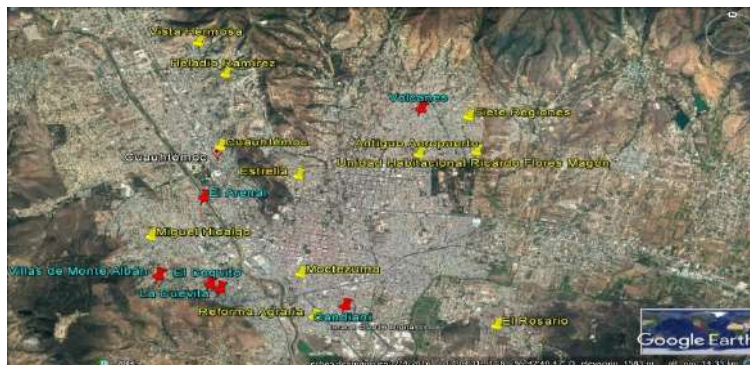 Vista Hermosa
Heladio Ramírez
Volcanes
Siete Regiones
Cuauhtémoc
Cuauhtémoc
Antiguo Aeropuerto
Unidad Habitacional Ricardo Flores Magón
Estrella
El Arenal
Miguel Hidalgo
Villas de Monte Albán
El Coquito
La Cuevita
Moctezuma
Reforma Agraria
Candiani
El Rosario
Google Earth